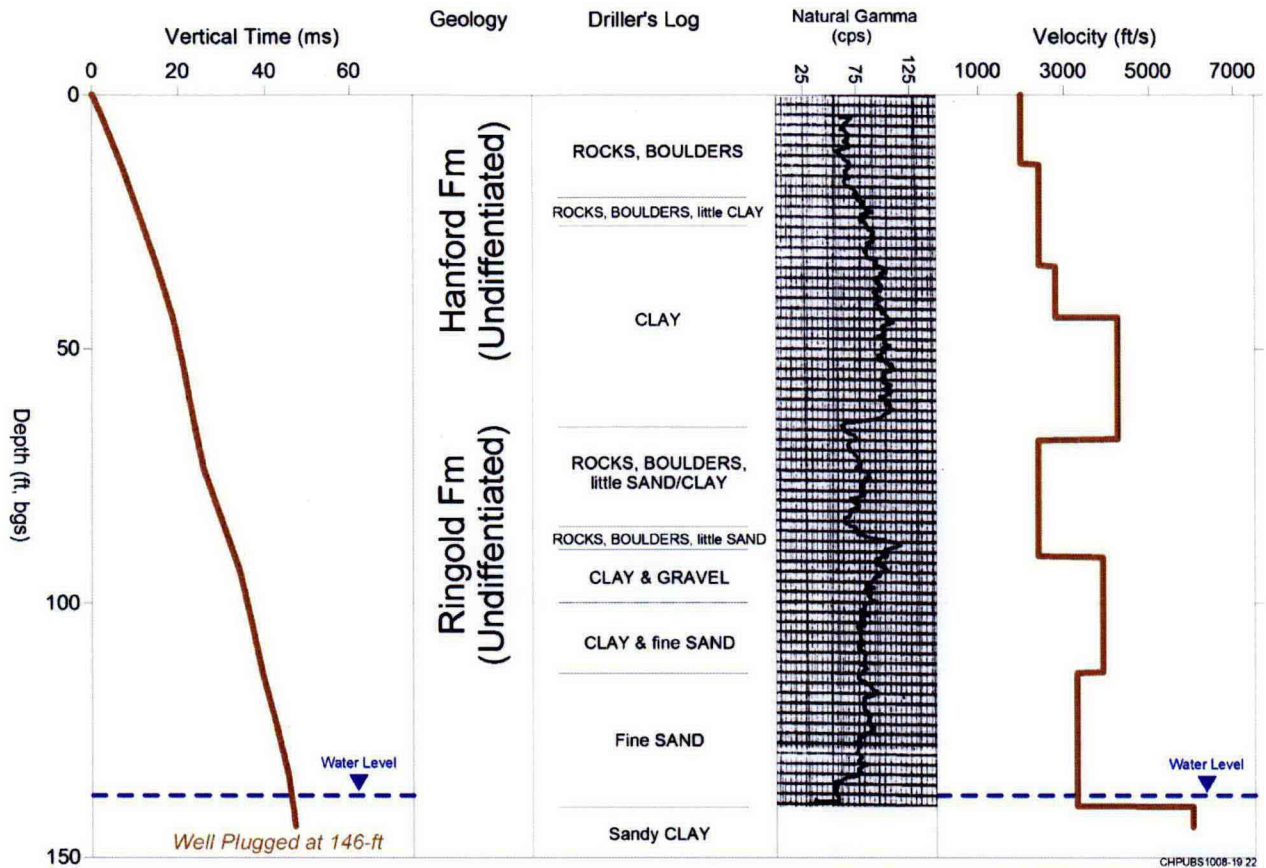 Geology
Driller's Log
Natural Gamma
(cps)
Vertical Time (ms)
Velocity (ft/s)
0 20 40 60
25 75 125
1000 3000 5000 7000
0
50
100
150
Depth (ft, bgs)
Hanford Fm
(Undiffentiated)
Ringold Fm
(Undiffentiated)
ROCKS, BOULDERS
ROCKS, BOULDERS, little CLAY
CLAY
ROCKS, BOULDERS,
little SAND/CLAY
ROCKS, BOULDERS, little SAND
CLAY & GRAVEL
CLAY & fine SAND
Fine SAND
Sandy CLAY
Water Level
Water Level
Well Plugged at 146-ft
CHPUBS1008-19 22